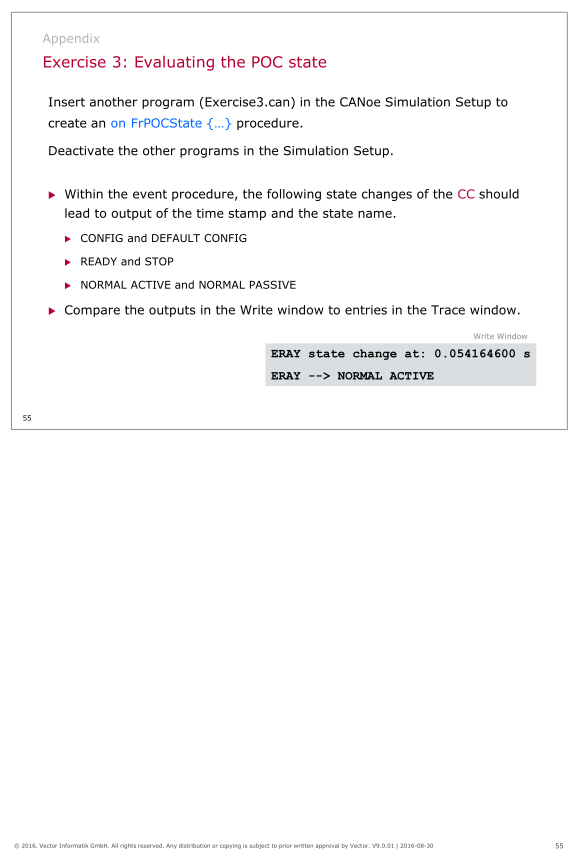 Appendix
Exercise 3: Evaluating the POC state
Insert another program (Exercise3.can) in the CANoe Simulation Setup to
create an on FrPOCState {…} procedure.
Deactivate the other programs in the Simulation Setup.
Within the event procedure, the following state changes of the CC should
lead to output of the time stamp and the state name.
CONFIG and DEFAULT CONFIG
READY and STOP
NORMAL ACTIVE and NORMAL PASSIVE
Compare the outputs in the Write window to entries in the Trace window.
Write Window
ERAY state change at: 0.054164600 s
ERAY --> NORMAL ACTIVE
55
© 2016. Vector Informatik GmbH. All rights reserved. Any distribution or copying is subject to prior written approval by Vector. V9.0.01 | 2016-08-30
55